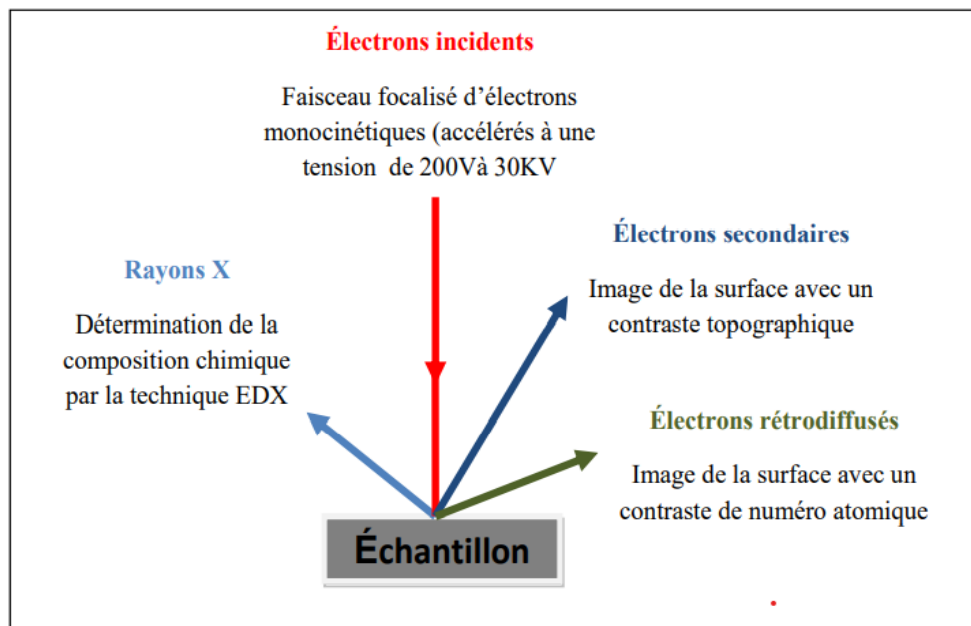 Électrons incidents
Faisceau focalisé d’électrons
monocinétiques (accélérés à une
tension de 200Và 30KV
Électrons secondaires
Image de la surface avec un
contraste topographique
Rayons X
Détermination de la
composition chimique
par la technique EDX
Électrons rétrodiffusés
Image de la surface avec un
contraste de numéro atomique
Échantillon